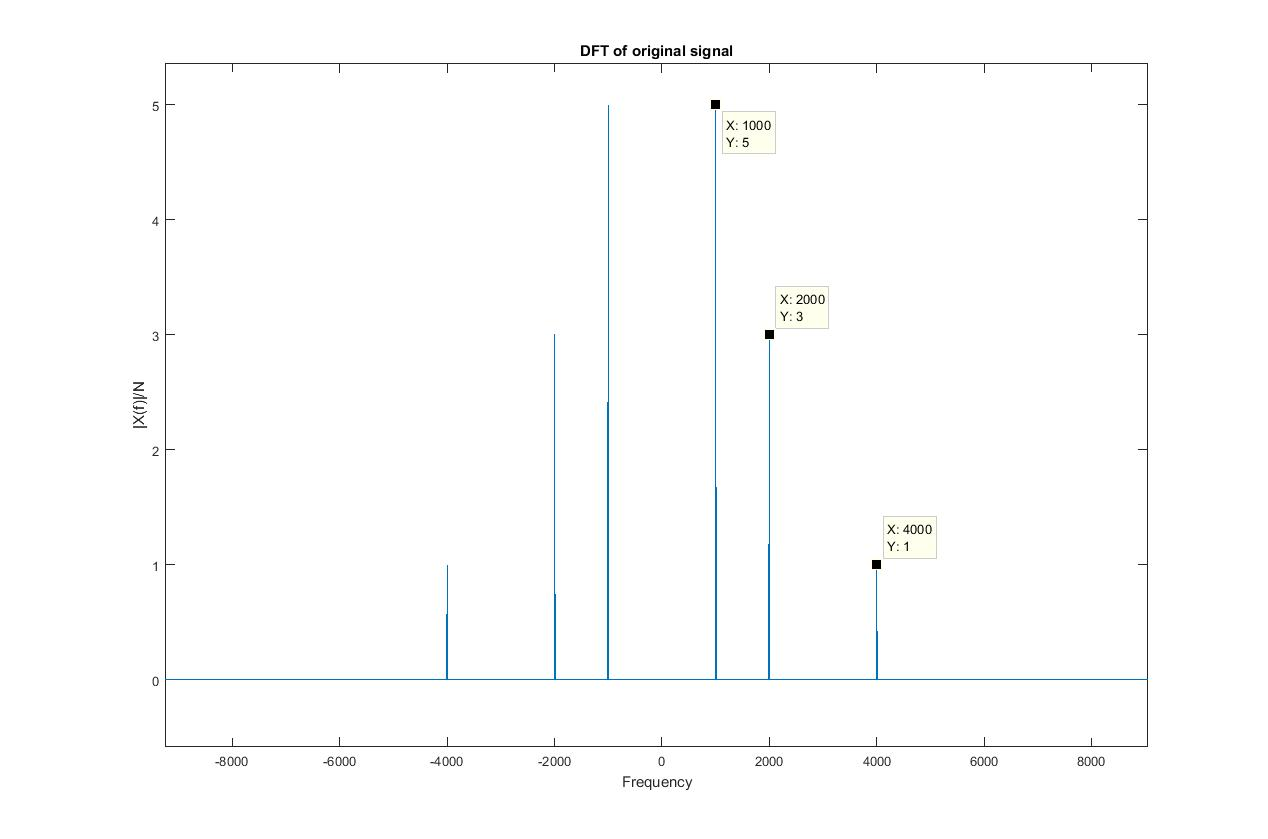 DFT of original signal
5
4
3
2
1
0
|X(f)|/N
X: 1000
Y: 5
X: 2000
Y: 3
X: 4000
Y: 1
-8000 -6000 -4000 -2000 0 2000 4000 6000 8000
Frequency